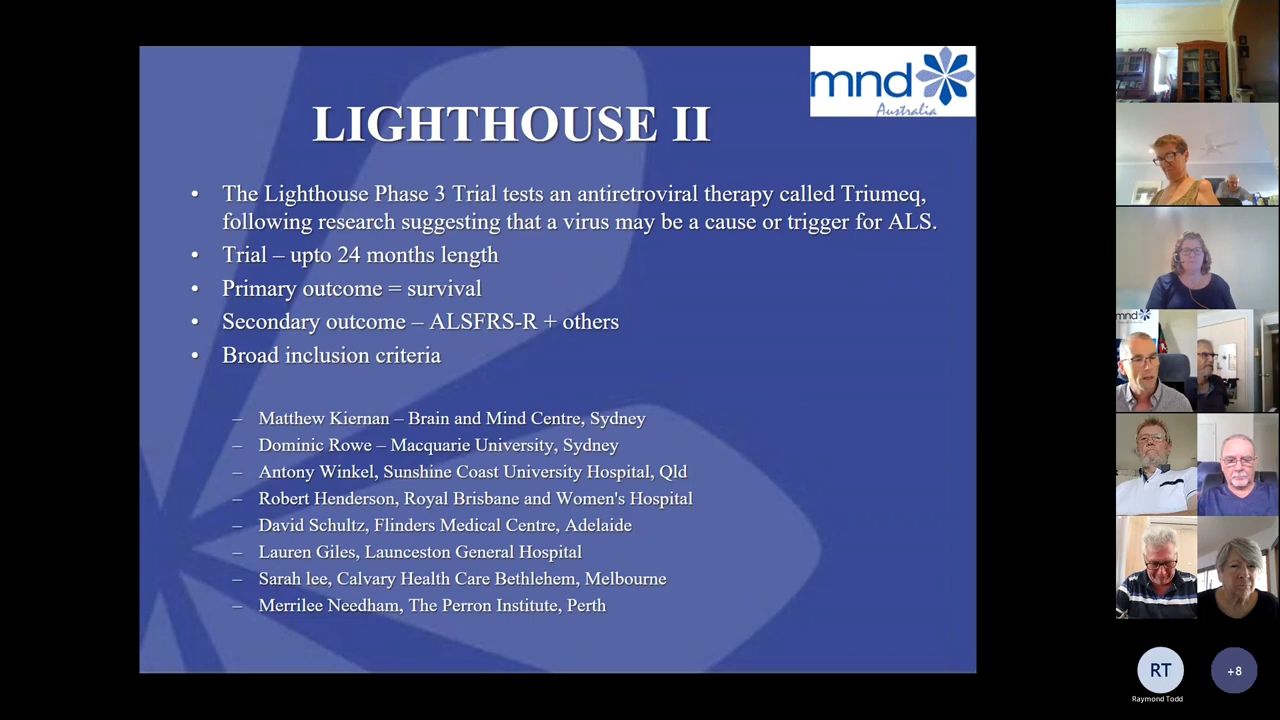 mnd
Australia
LIGHTHOUSE II
• The Lighthouse Phase 3 Trial tests an antiretroviral therapy called Triumeq,
following research suggesting that a virus may be a cause or trigger for ALS.
• Trial – upto 24 months length
• Primary outcome = survival
• Secondary outcome – ALSFRS-R + others
• Broad inclusion criteria
– Matthew Kiernan – Brain and Mind Centre, Sydney
– Dominic Rowe – Macquarie University, Sydney
– Antony Winkel, Sunshine Coast University Hospital, Qld
– Robert Henderson, Royal Brisbane and Women's Hospital
– David Schultz, Flinders Medical Centre, Adelaide
– Lauren Giles, Launceston General Hospital
– Sarah lee, Calvary Health Care Bethlehem, Melbourne
– Merrilee Needham, The Perron Institute, Perth
mnd
RT
Raymond Todd
+8